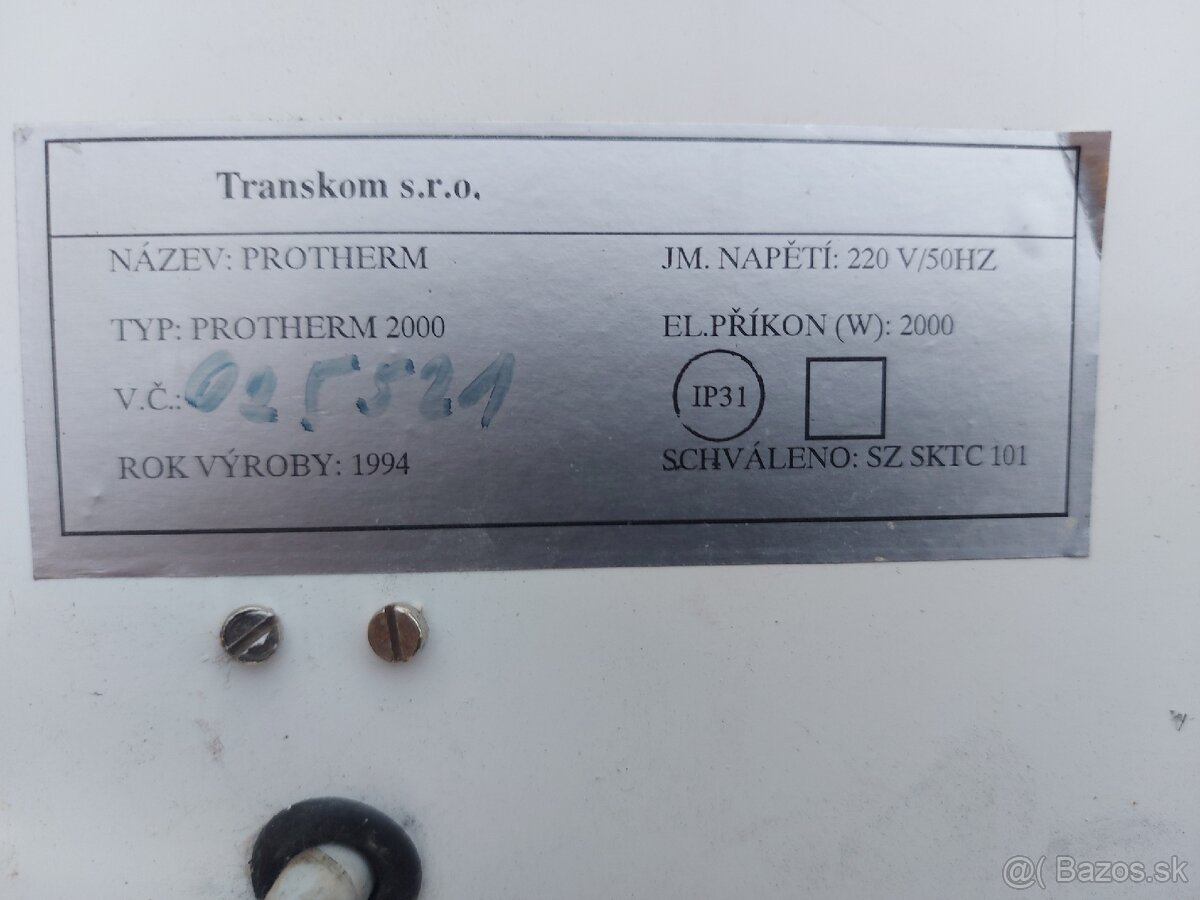 Transkom s.r.o.
NÁZEV: PROTHERM
TYP: PROTHERM 2000
V.Č.: 025521
ROK VÝROBY: 1994
JM. NAPĚTÍ: 220 V/50HZ
EL.PŘÍKON (W): 2000
IP31
SCHVÁLENO: SZ SKTC 101
@( Bazos.sk